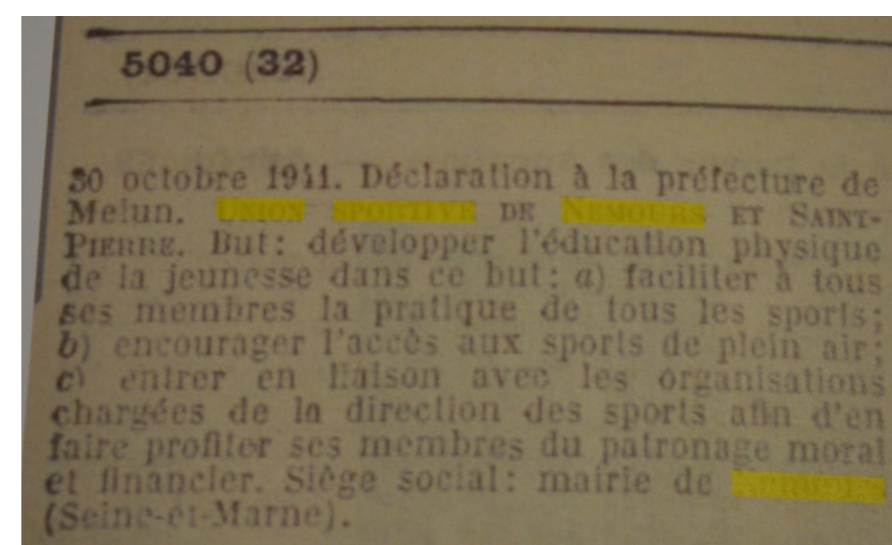 5040 (32)
30 octobre 1941. Déclaration à la préfecture de
Melun. UNION SPORTIVE DE NEMOURS ET SAINT-
PIERRE. But: développer l'éducation physique
de la jeunesse dans ce but: a) faciliter à tous
ses membres la pratique de tous les sports;
b) encourager l'accès aux sports de plein air;
c) entrer en liaison avec les organisations
chargées de la direction des sports afin d'en
faire profiter ses membres du patronage moral
et financier. Siège social: mairie de
(Seine-et-Marne).